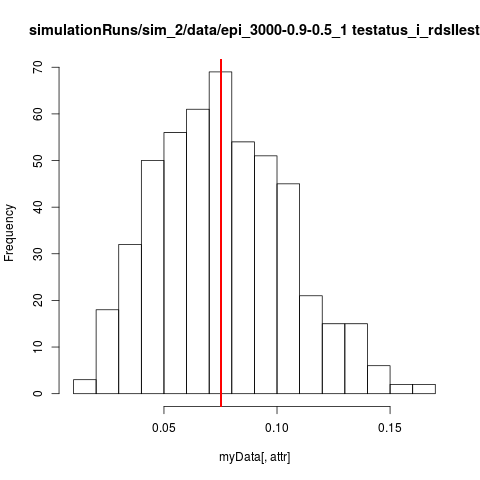 simulationRuns/sim_2/data/epi_3000-0.9-0.5_1 testatus_i_rdsIlest
Frequency
70
60
50
40
30
20
10
0
0.05 0.10 0.15
myData[, attr]